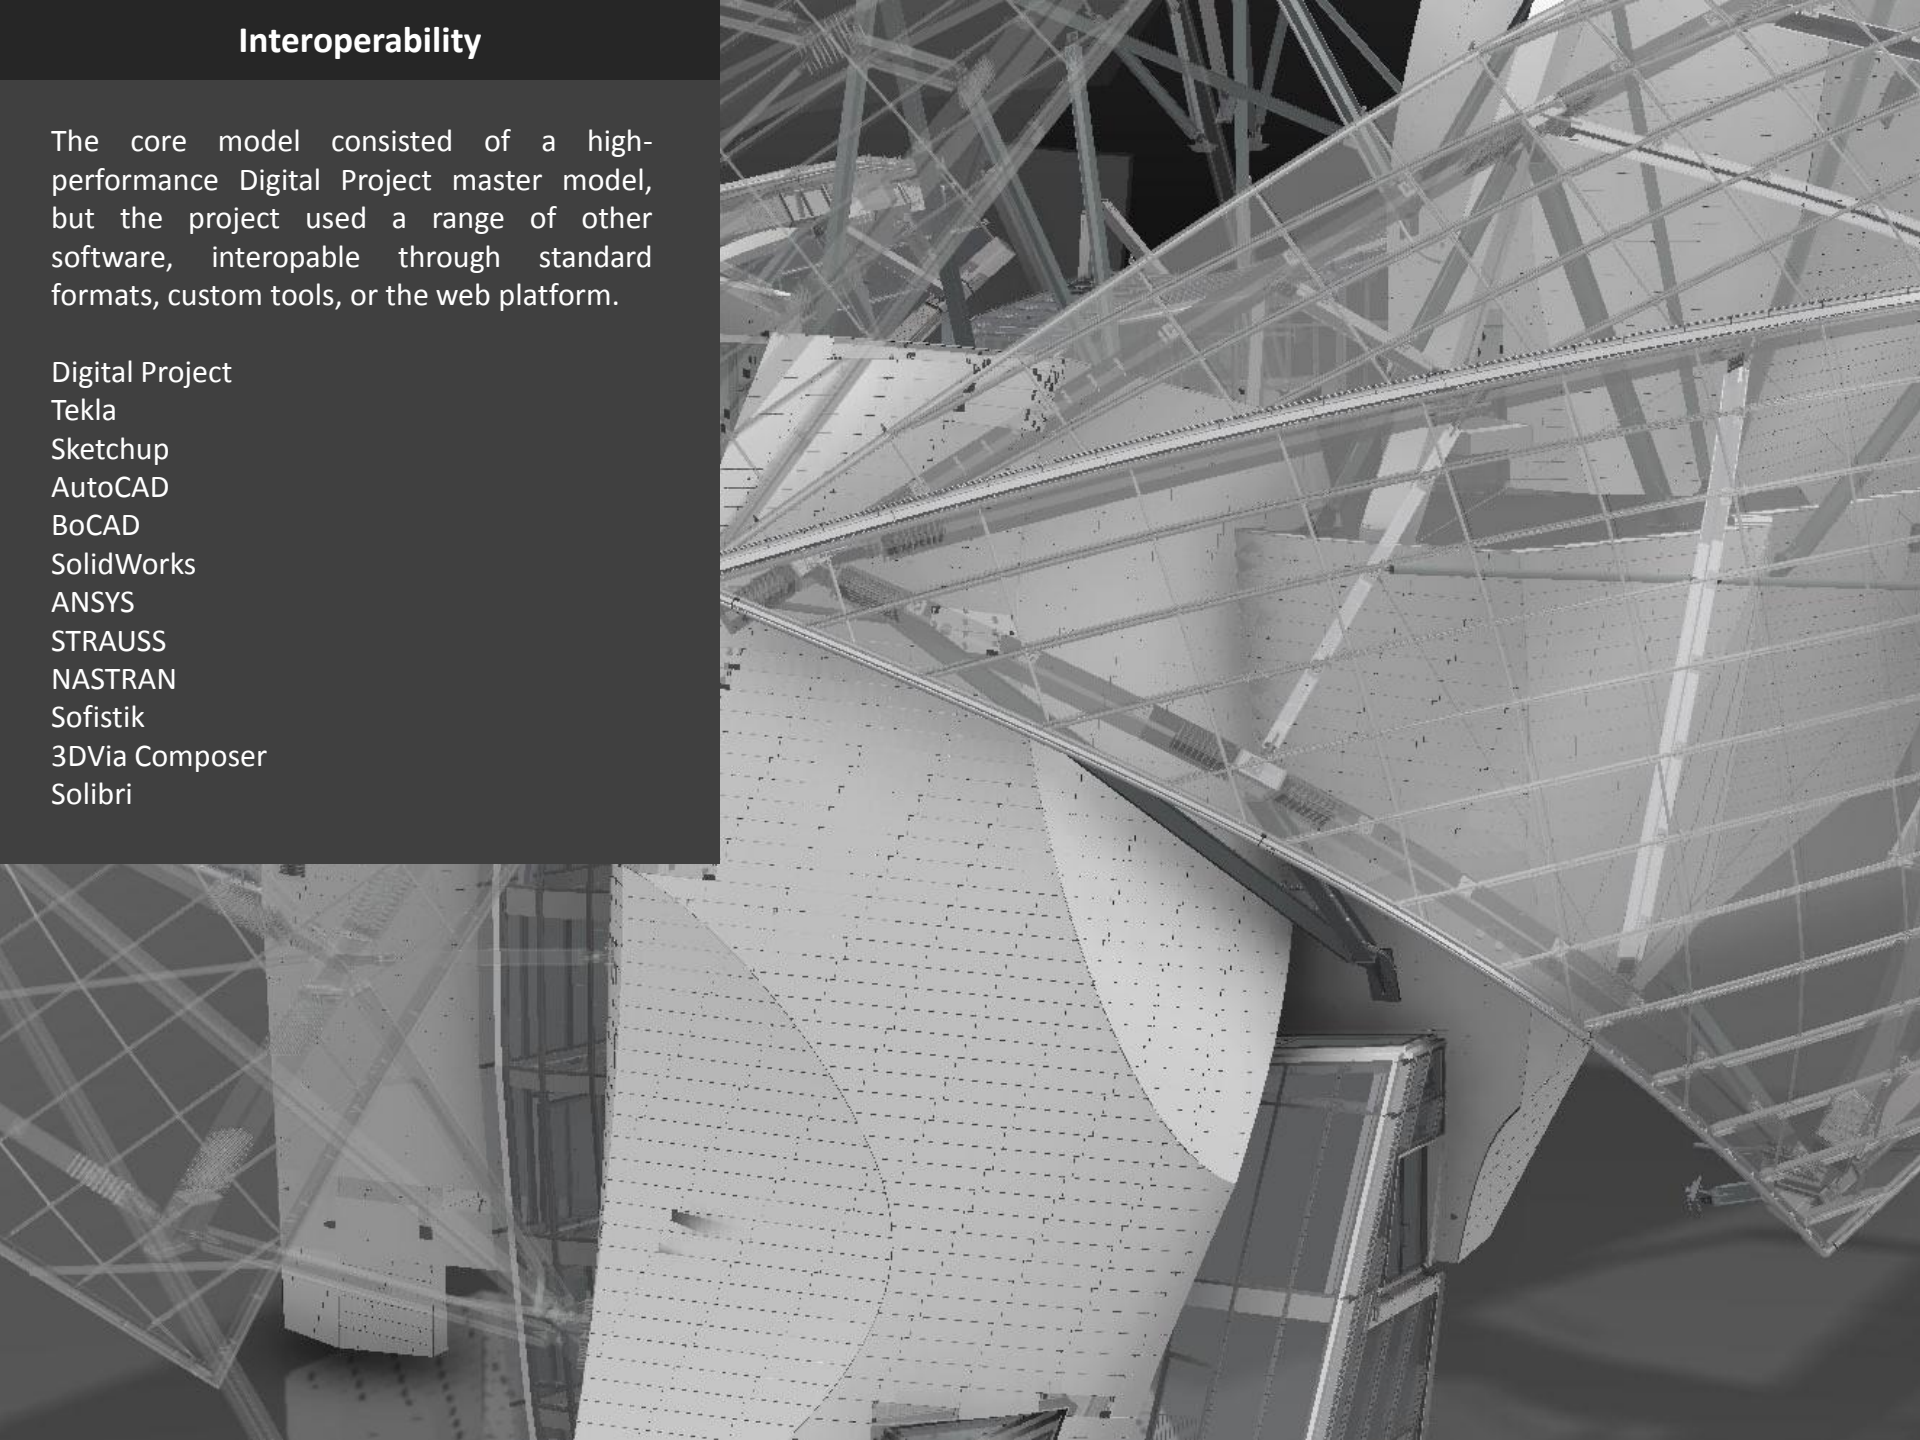 Interoperability
The core model consisted of a high-
performance Digital Project master model,
but the project used a range of other
software, interopable through standard
formats, custom tools, or the web platform.
Digital Project
Tekla
Sketchup
AutoCAD
BoCAD
SolidWorks
ANSYS
STRAUSS
NASTRAN
Sofistik
3DVia Composer
Solibri